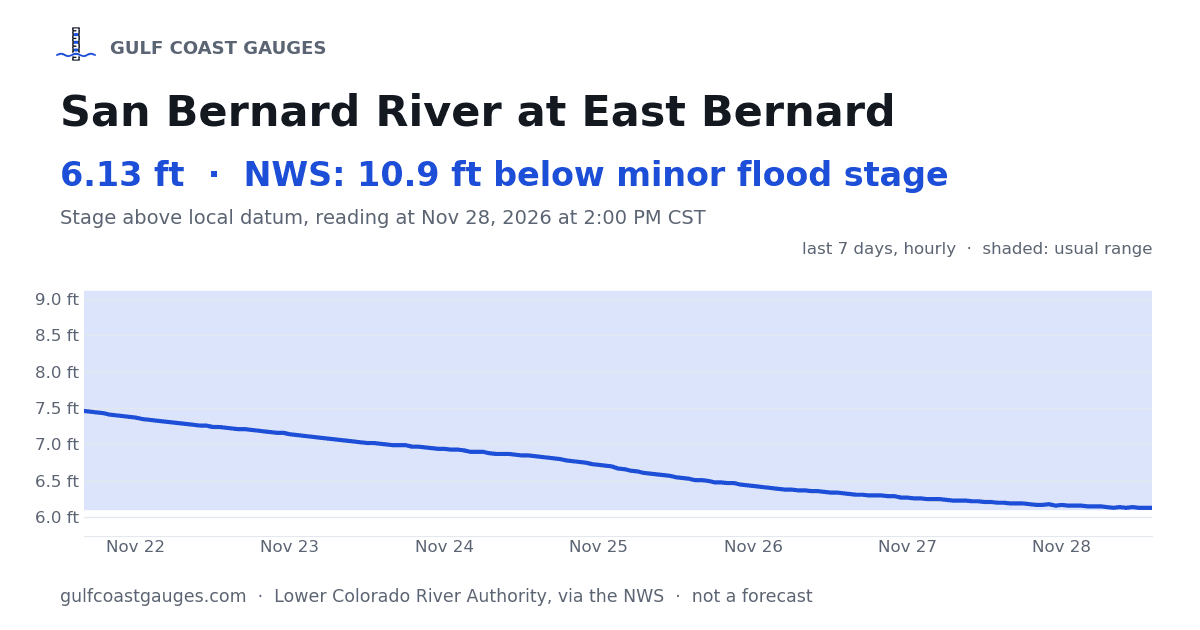 GULF COAST GAUGES
San Bernard River at East Bernard
6.13 ft · NWS: 10.9 ft below minor flood stage
Stage above local datum, reading at Nov 28, 2026 at 2:00 PM CST
last 7 days, hourly · shaded: usual range
9.0 ft
8.5 ft
8.0 ft
7.5 ft
7.0 ft
6.5 ft
6.0 ft
Nov 22 Nov 23 Nov 24 Nov 25 Nov 26 Nov 27 Nov 28
gulfcoastgauges.com · Lower Colorado River Authority, via the NWS · not a forecast